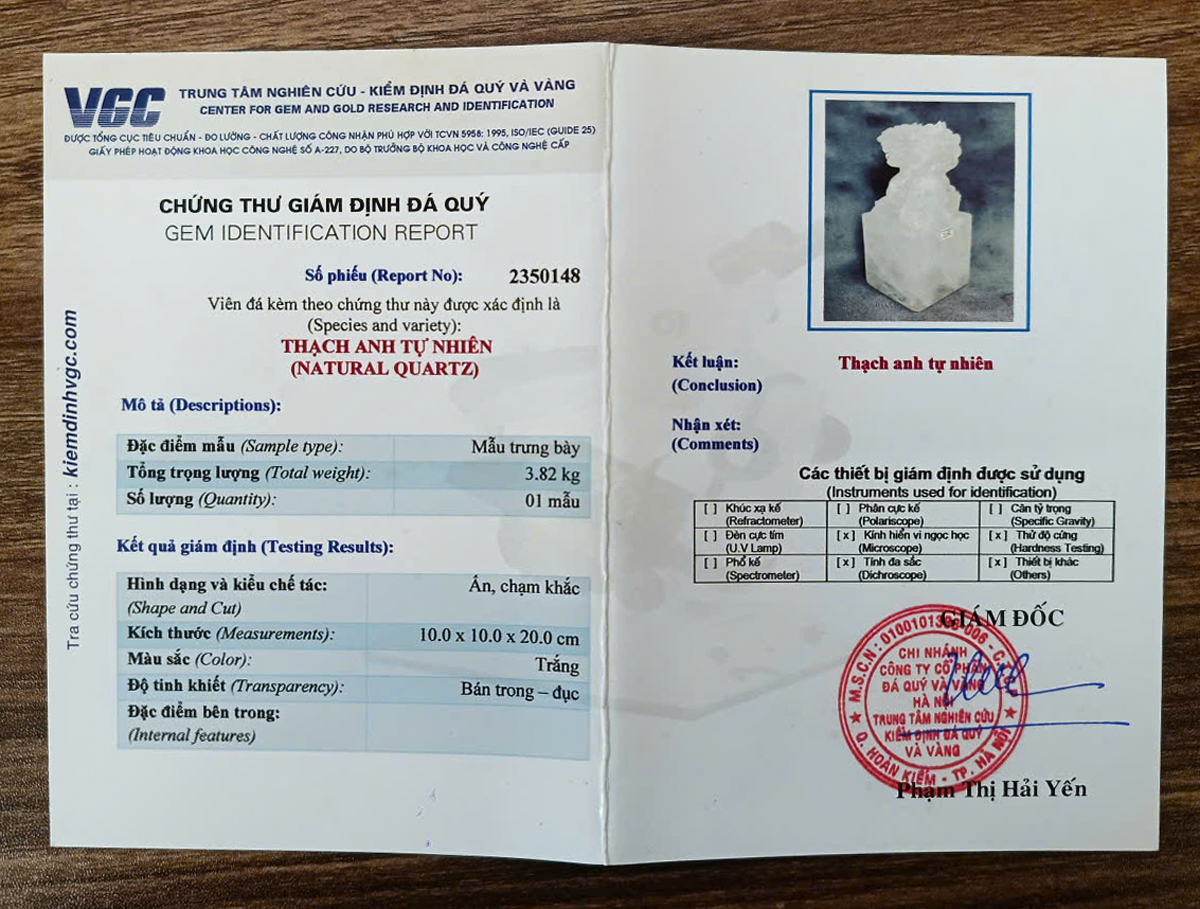 VGC
TRUNG TÂM NGHIÊN CỨU - KIỂM ĐỊNH ĐÁ QUÝ VÀ VÀNG
CENTER FOR GEM AND GOLD RESEARCH AND IDENTIFICATION
ĐƯỢC TỔNG CỤC TIÊU CHUẨN - ĐO LƯỜNG - CHẤT LƯỢNG CÔNG NHẬN PHÙ HỢP VỚI TCVN 5958: 1995, ISO/IEC (GUIDE 25)
GIẤY PHÉP HOẠT ĐỘNG KHOA HỌC CÔNG NGHỆ SỐ A-227, DO BỘ TRƯỞNG BỘ KHOA HỌC VÀ CÔNG NGHỆ CẤP
CHỨNG THƯ GIÁM ĐỊNH ĐÁ QUÝ
GEM IDENTIFICATION REPORT
Số phiếu (Report No): 2350148
Viên đá kèm theo chứng thư này được xác định là
(Species and variety):
THẠCH ANH TỰ NHIÊN
(NATURAL QUARTZ)
Mô tả (Descriptions):
Đặc điểm mẫu (Sample type): Mẫu trưng bày
Tổng trọng lượng (Total weight): 3.82 kg
Số lượng (Quantity): 01 mẫu
Kết quả giám định (Testing Results):
Hình dạng và kiểu chế tác: Ấn, chạm khắc
(Shape and Cut)
Kích thước (Measurements): 10.0 x 10.0 x 20.0 cm
Màu sắc (Color): Trắng
Độ tinh khiết (Transparency): Bán trong – đục
Đặc điểm bên trong:
(Internal features)
Tra cứu chứng thư tại : kiemdinhvgc.com
Kết luận: Thạch anh tự nhiên
(Conclusion)
Nhận xét:
(Comments)
Các thiết bị giám định được sử dụng
(Instruments used for identification)
[ ] Khúc xạ kế [ ] Phân cực kế [ ] Cân tỷ trọng
(Refractometer) (Polariscope) (Specific Gravity)
[ ] Đèn cực tím [x] Kính hiển vi ngọc học [x] Thử độ cứng
(U.V Lamp) (Microscope) (Hardness Testing)
[ ] Phổ kế [x] Tính đa sắc [x] Thiết bị khác
(Spectrometer) (Dichroscope) (Others)
GIÁM ĐỐC
CHI NHÁNH
CÔNG TY CỔ PHẦN
ĐÁ QUÝ VÀ VÀNG
HÀ NỘI
TRUNG TÂM NGHIÊN CỨU
KIỂM ĐỊNH ĐÁ QUÝ
VÀ VÀNG
Q. HOÀN KIẾM - TP. HÀ NỘI
Phạm Thị Hải Yến